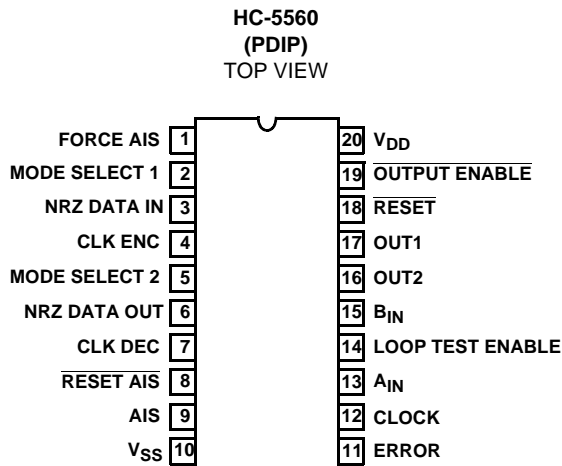 HC-5560
(PDIP)
TOP VIEW
FORCE AIS 1
20 VDD
MODE SELECT 1 2
19 OUTPUT ENABLE
NRZ DATA IN 3
18 RESET
CLK ENC 4
17 OUT1
MODE SELECT 2 5
16 OUT2
NRZ DATA OUT 6
15 BIN
CLK DEC 7
14 LOOP TEST ENABLE
RESET AIS 8
13 AIN
AIS 9
12 CLOCK
VSS 10
11 ERROR